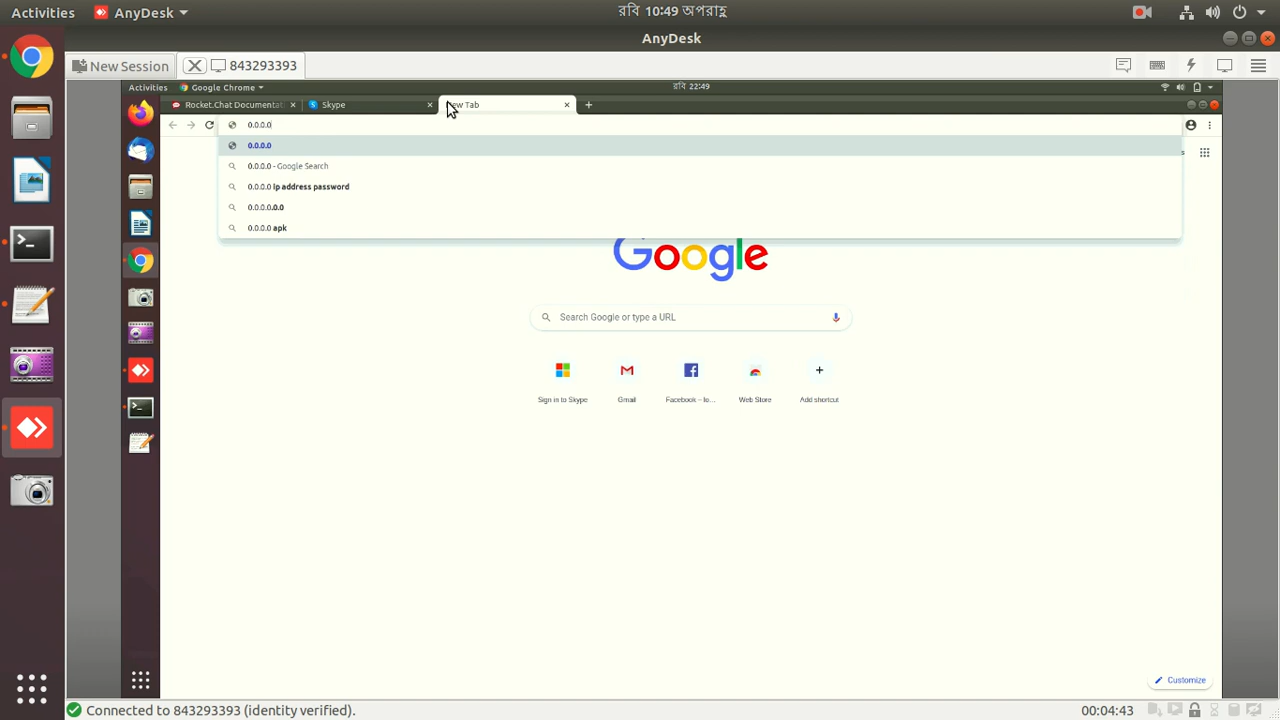 Activities AnyDesk রবি 10:49 অপরাহ্ণ
AnyDesk
New Session 843293393
Activities Google Chrome রবি 22:49
Rocket.Chat Documentat Skype New Tab
0.0.0.0
0.0.0.0
0.0.0.0 - Google Search
0.0.0.0 ip address password
0.0.0.0.0.0
0.0.0.0 apk
Google
Search Google or type a URL
Sign in to Skype Gmail Facebook – lo... Web Store Add shortcut
Customize
Connected to 843293393 (identity verified). 00:04:43